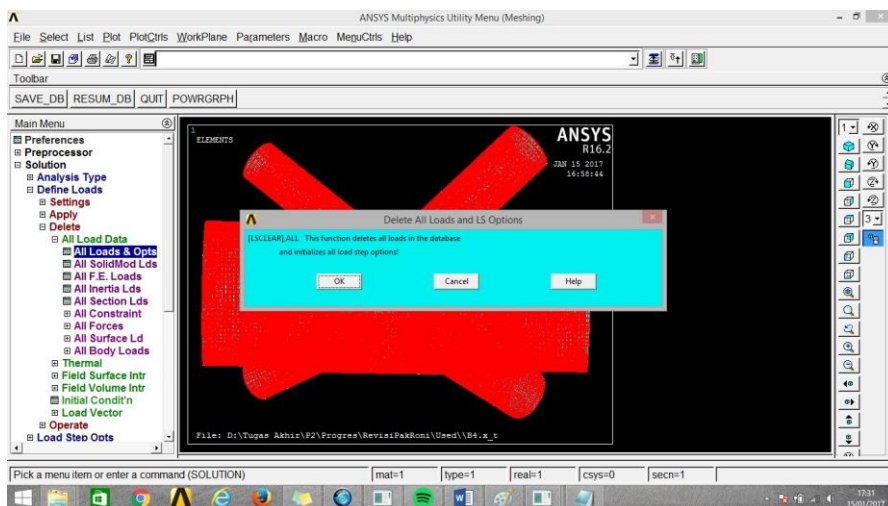 ANSYS Multiphysics Utility Menu (Meshing)
File Select List Plot PlotCtrls WorkPlane Parameters Macro MenuCtrls Help
Toolbar
SAVE_DB RESUM_DB QUIT POWRGRPH
Main Menu
Preferences
Preprocessor
Solution
Analysis Type
Define Loads
Settings
Apply
Delete
All Load Data
All Loads & Opts
All SolidMod Lds
All F.E. Loads
All Inertia Lds
All Section Lds
All Constraint
All Forces
All Surface Ld
All Body Loads
Thermal
Field Surface Intr
Field Volume Intr
Initial Condit'n
Load Vector
Operate
Load Step Opts
1
ELEMENTS
ANSYS
R16.2
JAN 15 2017
16:58:44
Delete All Loads and LS Options
[LSCLEAR],ALL This function deletes all loads in the database
and initializes all load step options!
OK Cancel Help
File: D:\Tugas Akhir\P2\Progres\RevisiPakRoni\Used\\B4.x_t
1
3
Pick a menu item or enter a command (SOLUTION) mat=1 type=1 real=1 csys=0 secn=1
17:31
15/01/2017